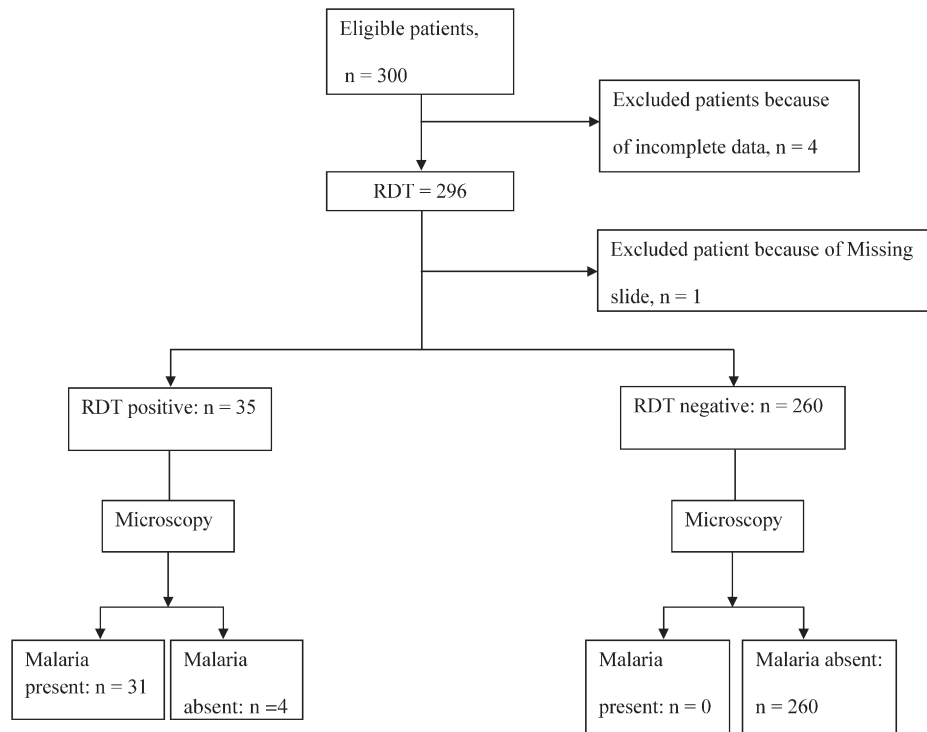 Eligible patients,
n = 300
Excluded patients because
of incomplete data, n = 4
RDT = 296
Excluded patient because of Missing
slide, n = 1
RDT positive: n = 35
RDT negative: n = 260
Microscopy
Microscopy
Malaria
present: n = 31
Malaria
absent: n =4
Malaria
present: n = 0
Malaria absent:
n = 260